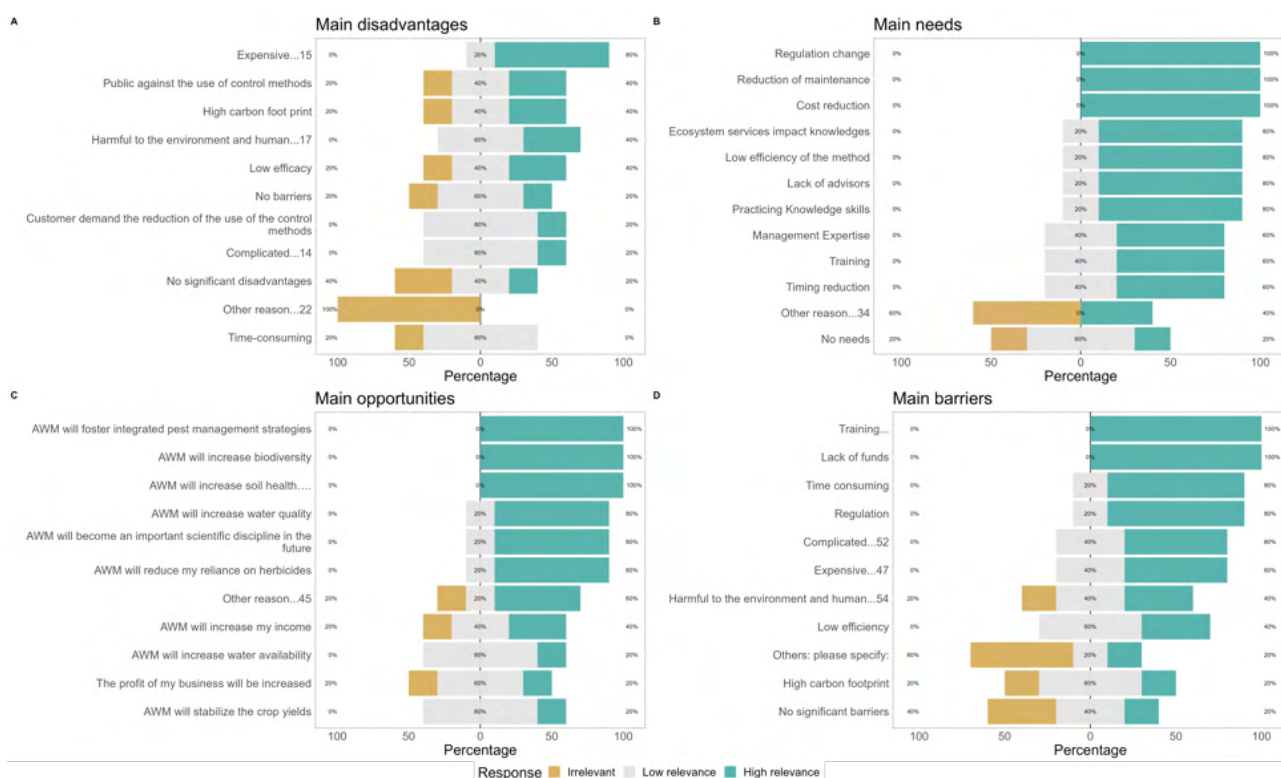 A
Main disadvantages
Expensive...15 0% 20% 80%
Public against the use of control methods 20% 40% 40%
High carbon foot print 20% 40% 40%
Harmful to the environment and human...17 0% 60% 40%
Low efficacy 20% 40% 40%
No barriers 20% 60% 20%
Customer demand the reduction of the use of the control
methods 0% 80% 20%
Complicated...14 0% 80% 20%
No significant disadvantages 40% 40% 20%
Other reason...22 100% 0% 0%
Time-consuming 20% 80% 0%
100 50 0 50 100
Percentage
B
Main needs
Regulation change 0% 0% 100%
Reduction of maintenance 0% 0% 100%
Cost reduction 0% 0% 100%
Ecosystem services impact knowledges 0% 20% 80%
Low efficiency of the method 0% 20% 80%
Lack of advisors 0% 20% 80%
Practicing Knowledge skills 0% 20% 80%
Management Expertise 0% 40% 60%
Training 0% 40% 60%
Timing reduction 0% 40% 60%
Other reason...34 60% 0% 40%
No needs 20% 60% 20%
100 50 0 50 100
Percentage
C
Main opportunities
AWM will foster integrated pest management strategies 0% 0% 100%
AWM will increase biodiversity 0% 0% 100%
AWM will increase soil health.... 0% 0% 100%
AWM will increase water quality 0% 20% 80%
AWM will become an important scientific discipline in the
future 0% 20% 80%
AWM will reduce my reliance on herbicides 0% 20% 80%
Other reason...45 20% 20% 60%
AWM will increase my income 20% 40% 40%
AWM will increase water availability 0% 80% 20%
The profit of my business will be increased 20% 60% 20%
AWM will stabilize the crop yields 0% 80% 20%
100 50 0 50 100
Percentage
D
Main barriers
Training... 0% 0% 100%
Lack of funds 0% 0% 100%
Time consuming 0% 20% 80%
Regulation 0% 20% 80%
Complicated...52 0% 40% 60%
Expensive...47 0% 40% 60%
Harmful to the environment and human...54 20% 40% 40%
Low efficiency 0% 60% 40%
Others: please specify: 60% 20% 20%
High carbon footprint 20% 60% 20%
No significant barriers 40% 40% 20%
100 50 0 50 100
Percentage
Response Irrelevant Low relevance High relevance